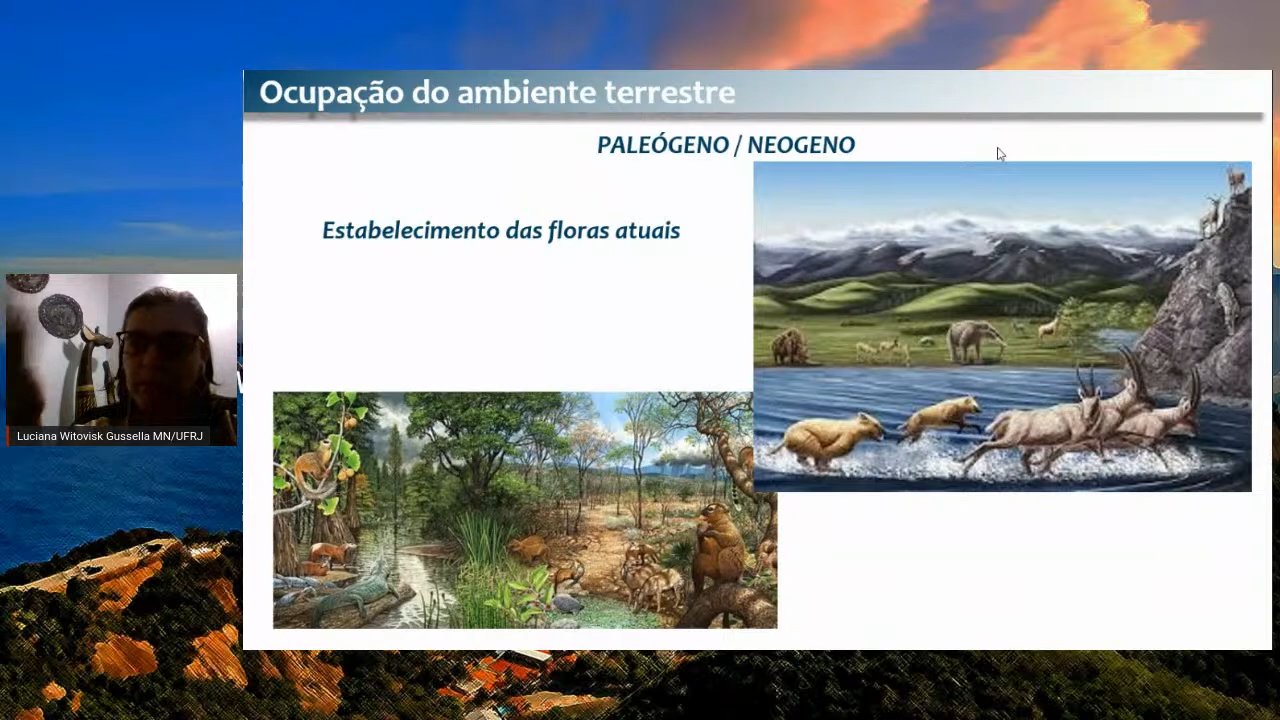 Ocupação do ambiente terrestre
PALEÓGENO / NEOGENO
Estabelecimento das floras atuais
Luciana Witovisk Gussella MN/UFRJ